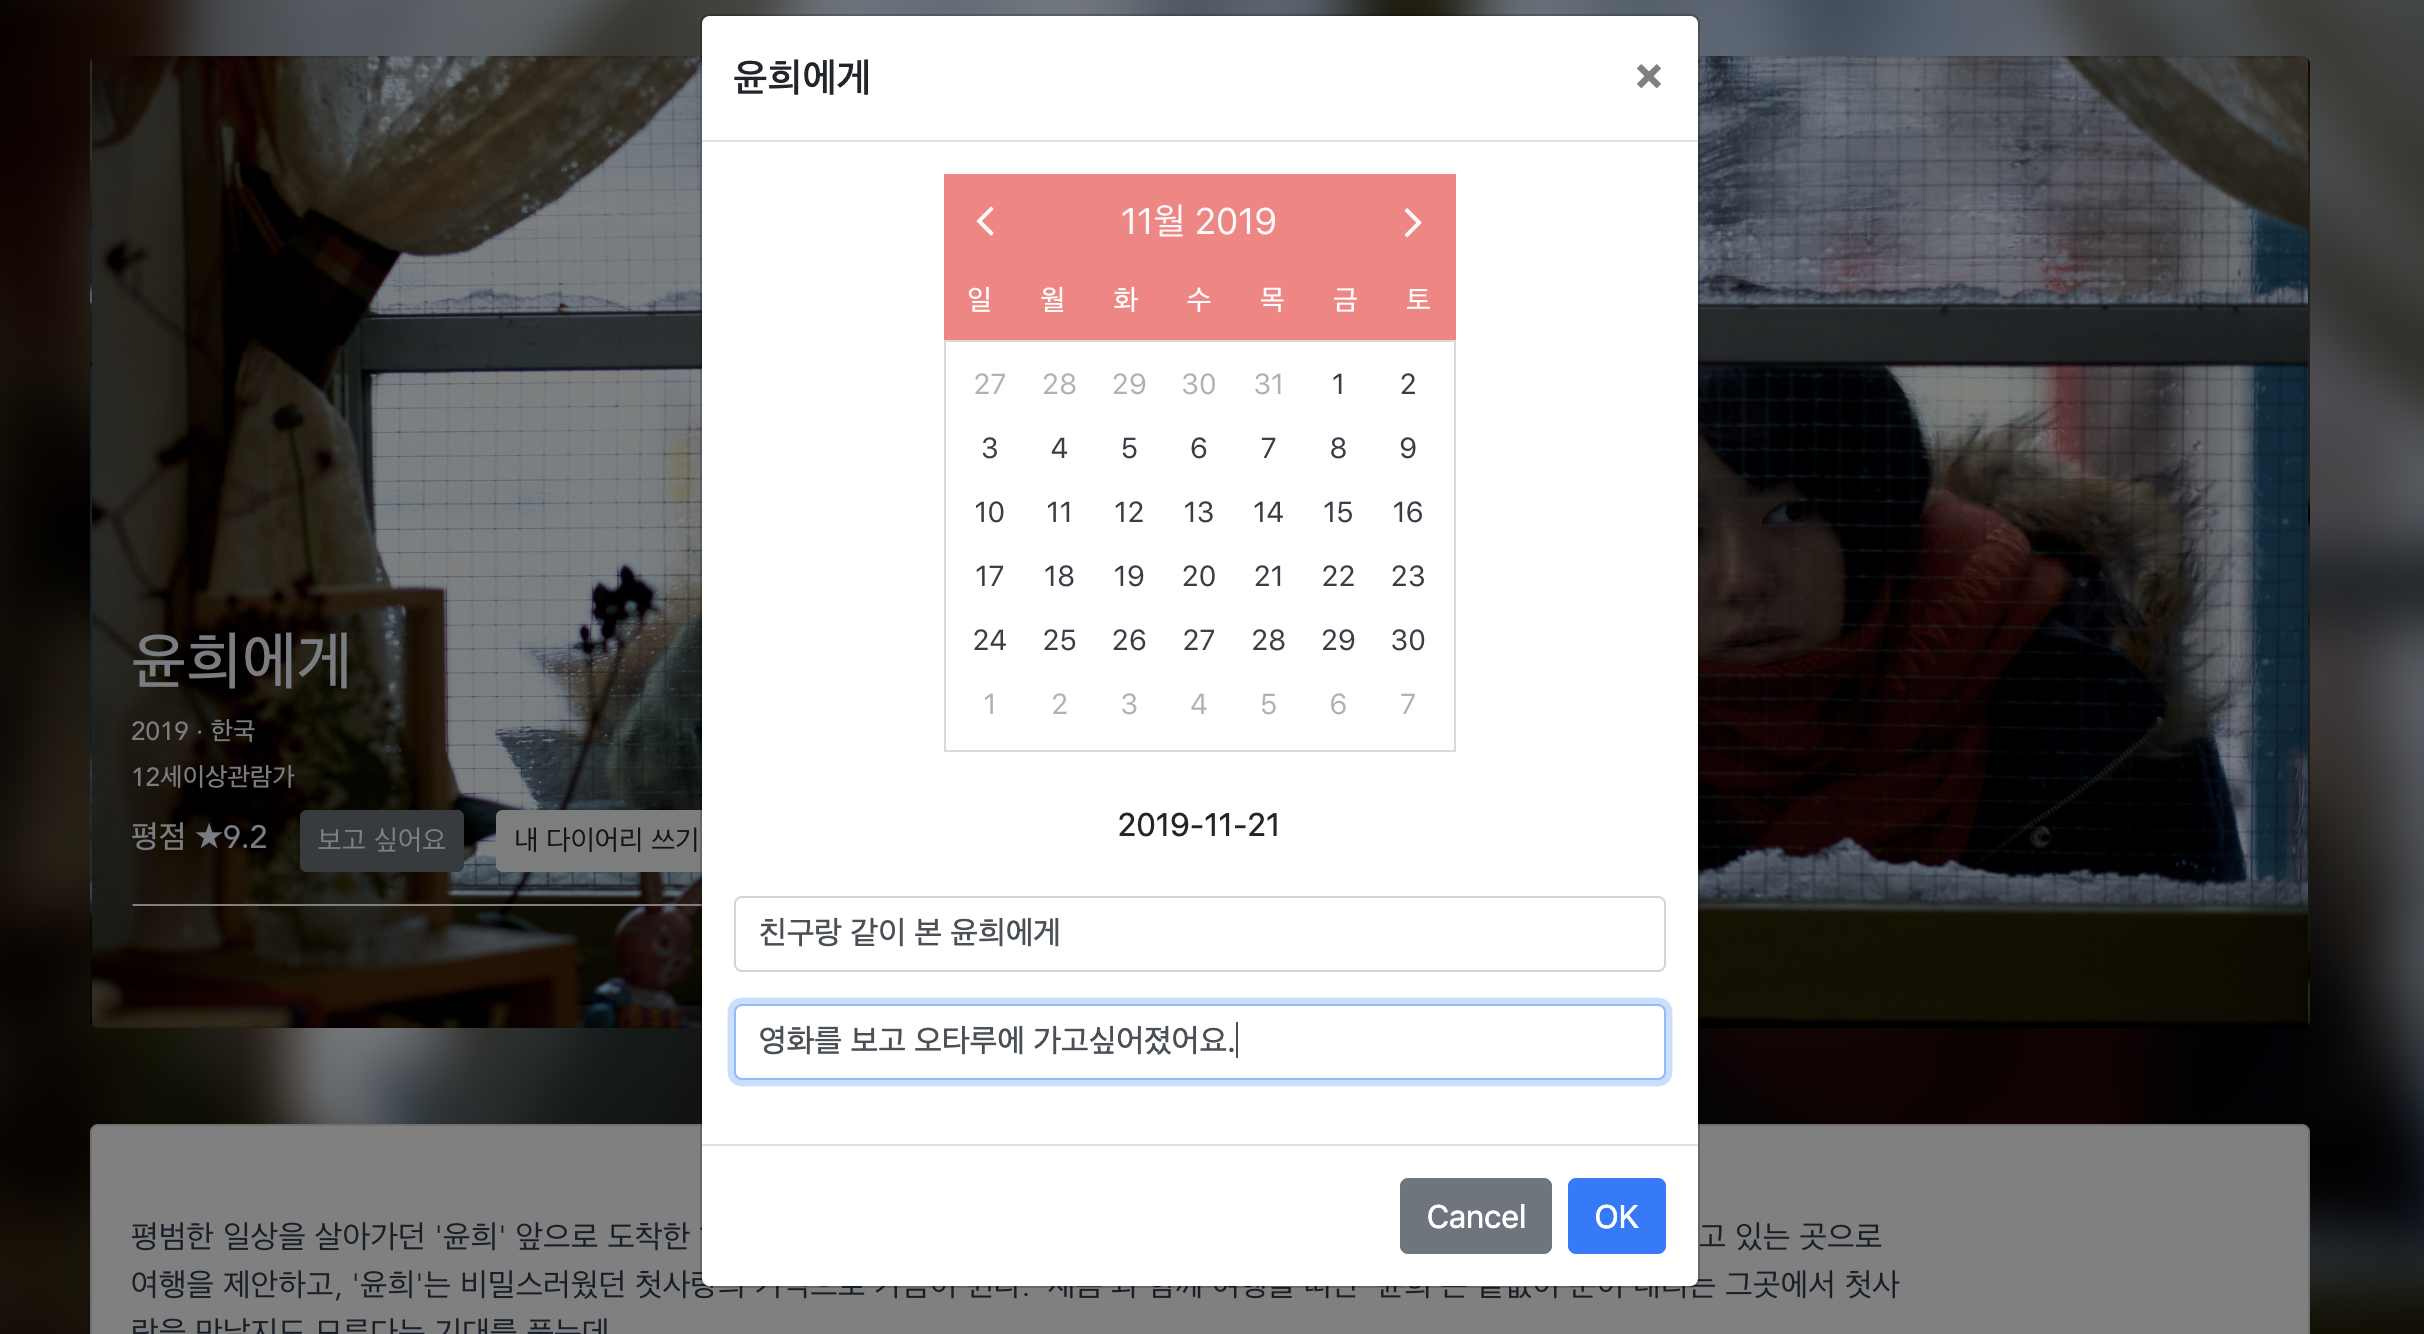 윤희에게
×
11월 2019
일 월 화 수 목 금 토
27 28 29 30 31 1 2
3 4 5 6 7 8 9
10 11 12 13 14 15 16
17 18 19 20 21 22 23
24 25 26 27 28 29 30
1 2 3 4 5 6 7
2019-11-21
친구랑 같이 본 윤희에게
영화를 보고 오타루에 가고싶어졌어요.
Cancel OK
윤희에게
2019 · 한국
12세이상관람가
평점 ★9.2 보고 싶어요 내 다이어리 쓰기
평범한 일상을 살아가던 '윤희' 앞으로 도착한 고 있는 곳으로
여행을 제안하고, '윤희'는 비밀스러웠던 첫사랑의 그곳에서 첫사
랑을 만날지도 모른다는 기대를 품는데